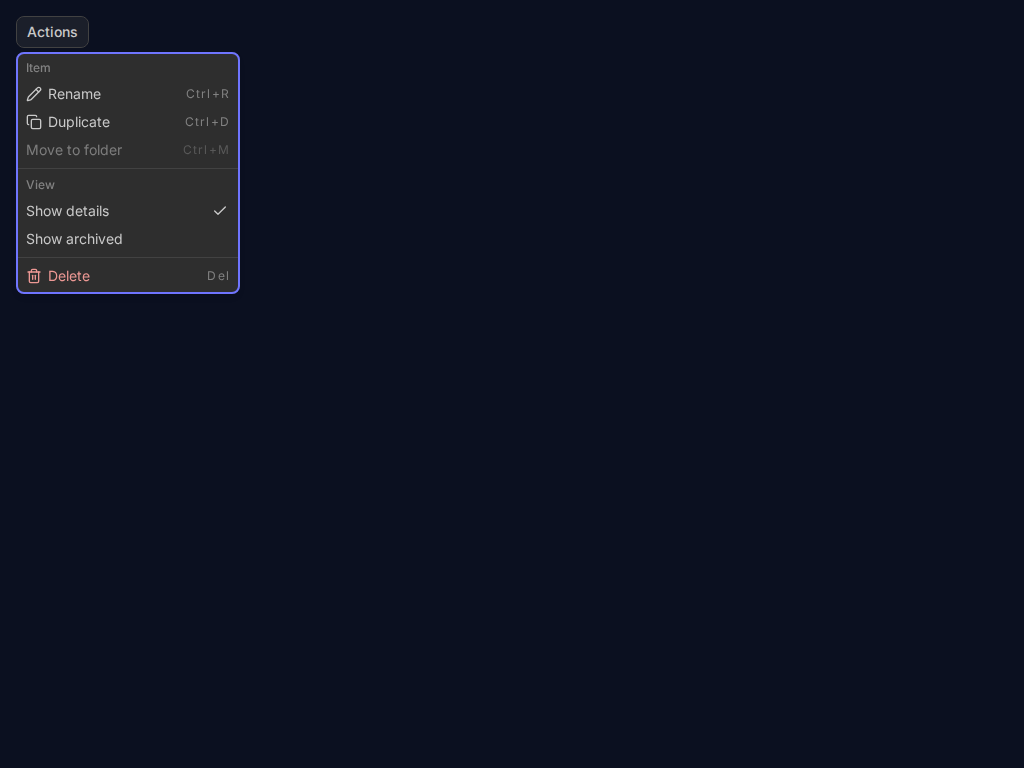 Actions
Item
Rename Ctrl+R
Duplicate Ctrl+D
Move to folder Ctrl+M
View
Show details
Show archived
Delete Del